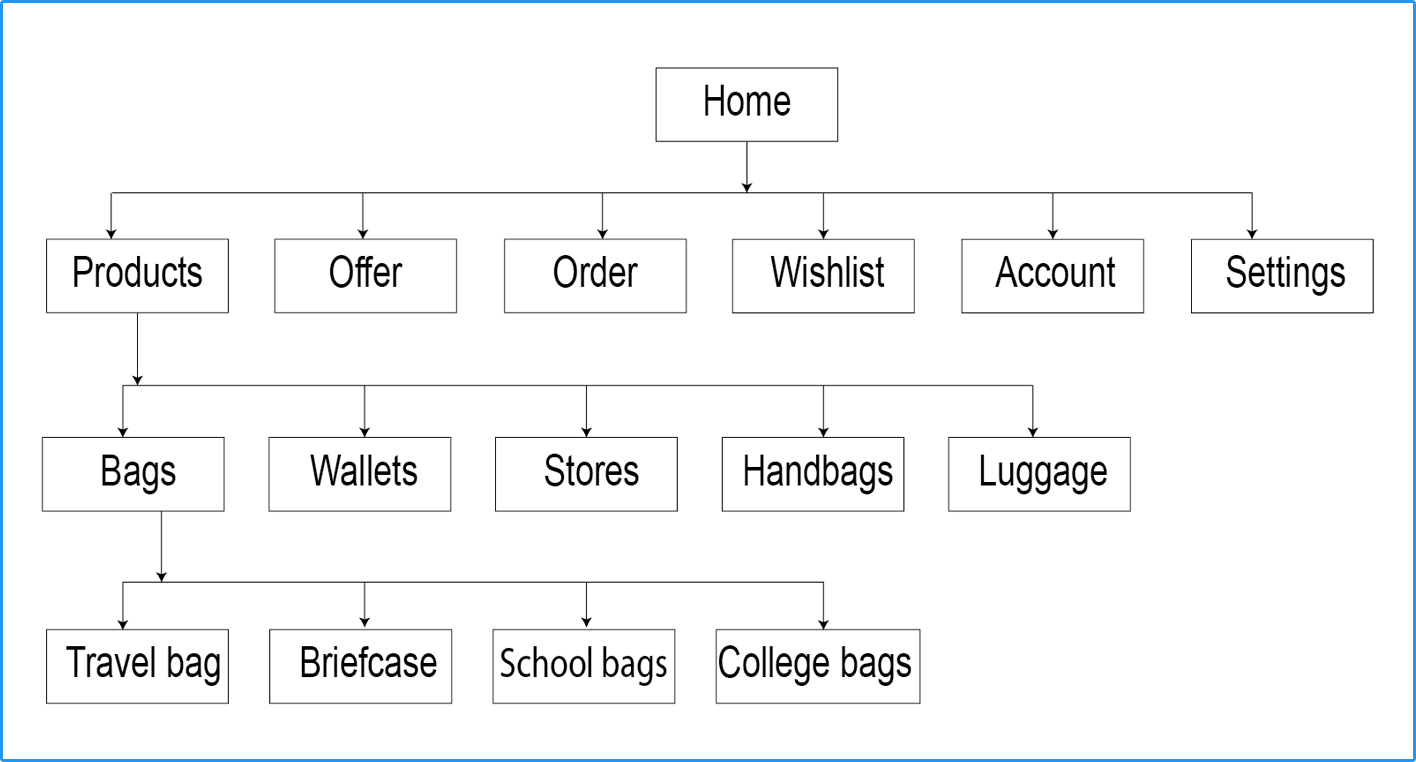 Home
Products
Offer
Order
Wishlist
Account
Settings
Bags
Wallets
Stores
Handbags
Luggage
Travel bag
Briefcase
School bags
College bags